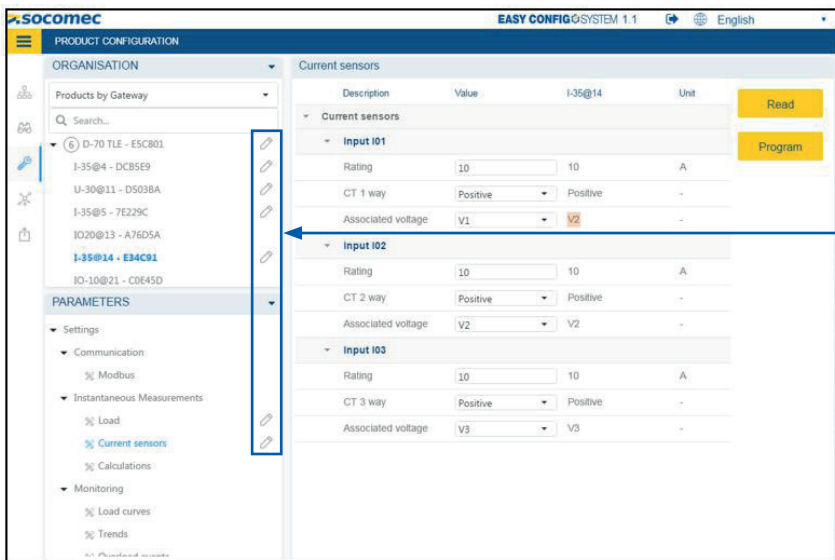 socomec
EASY CONFIG SYSTEM 1.1
English
PRODUCT CONFIGURATION
ORGANISATION
Products by Gateway
Search...
6 D-70 TLE - E5C801
I-35@4 - DCB5E9
U-30@11 - D503BA
I-35@5 - 7E229C
IO20@13 - A76D5A
I-35@14 - E34C91
IO-10@21 - C0E45D
PARAMETERS
Settings
Communication
Modbus
Instantaneous Measurements
Load
Current sensors
Calculations
Monitoring
Load curves
Trends
Overload events
Current sensors
Description Value I-35@14 Unit
Current sensors
Input I01
Rating 10 10 A
CT 1 way Positive Positive -
Associated voltage V1 V2 -
Input I02
Rating 10 10 A
CT 2 way Positive Positive -
Associated voltage V2 V2 -
Input I03
Rating 10 10 A
CT 3 way Positive Positive -
Associated voltage V3 V3 -
Read
Program